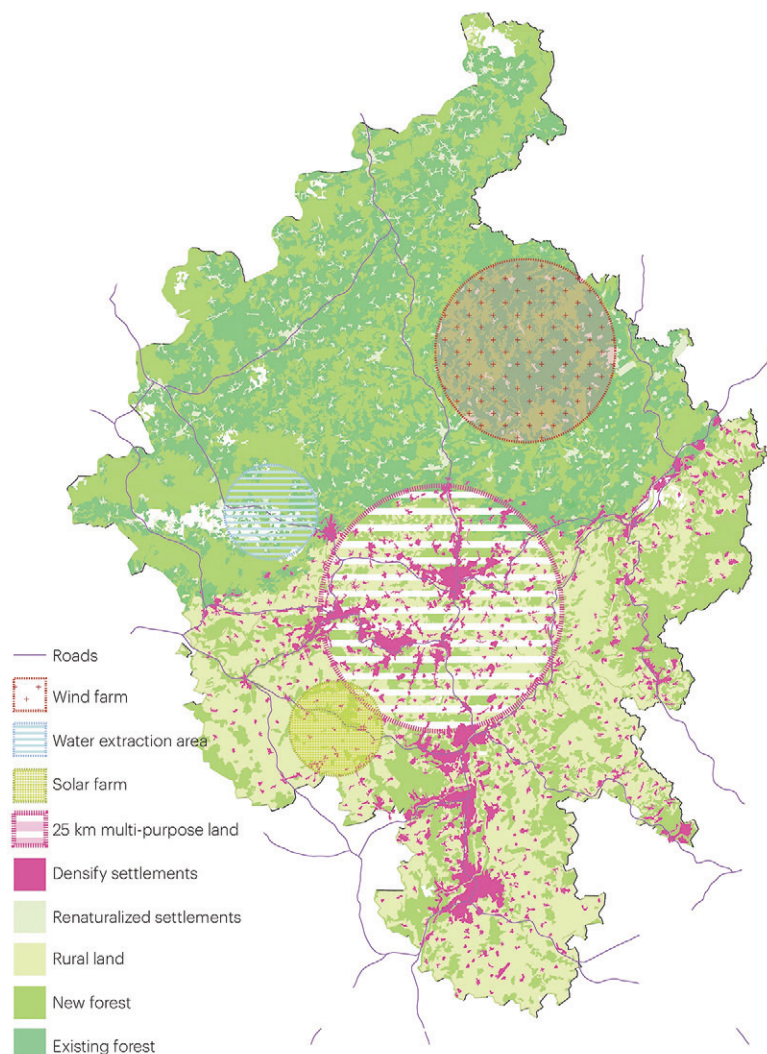 Roads
Wind farm
Water extraction area
Solar farm
25 km multi-purpose land
Densify settlements
Renaturalized settlements
Rural land
New forest
Existing forest